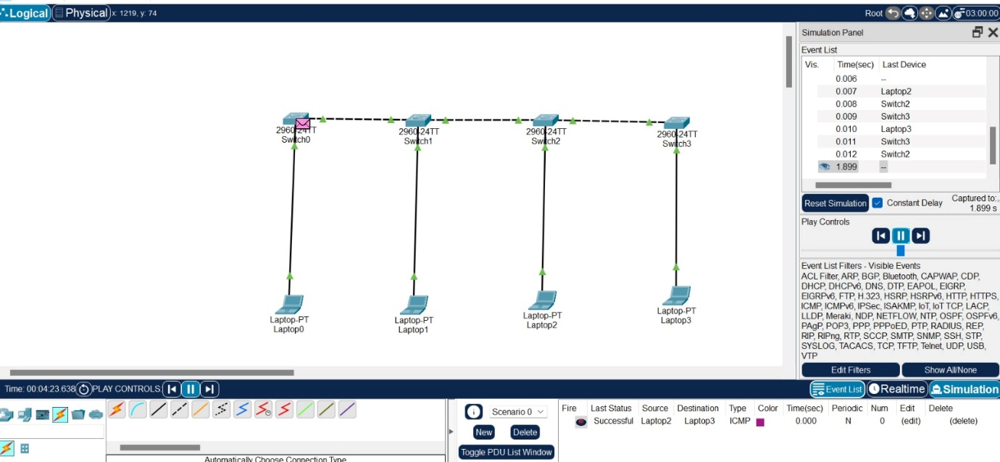 Logical Physical x: 1219, y: 74 Root 03:00:00
Simulation Panel
Event List
Vis. Time(sec) Last Device
0.006 --
0.007 Laptop2
0.008 Switch2
0.009 Switch3
0.010 Laptop3
0.011 Switch3
0.012 Switch2
1.899 --
Reset Simulation Constant Delay Captured to:
1.899 s
Play Controls
Event List Filters - Visible Events
ACL Filter, ARP, BGP, Bluetooth, CAPWAP, CDP,
DHCP, DHCPv6, DNS, DTP, EAPOL, EIGRP,
EIGRPv6, FTP, H.323, HSRP, HSRPv6, HTTP, HTTPS,
ICMP, ICMPv6, IPSec, ISAKMP, IoT, IoT TCP, LACP,
LLDP, Meraki, NDP, NETFLOW, NTP, OSPF, OSPFv6,
PAgP, POP3, PPP, PPPoED, PTP, RADIUS, REP,
RIP, RIPng, RTP, SCCP, SMTP, SNMP, SSH, STP,
SYSLOG, TACACS, TCP, TFTP, Telnet, UDP, USB,
VTP
Edit Filters Show All/None
2960-24TT
Switch0
2960-24TT
Switch1
2960-24TT
Switch2
2960-24TT
Switch3
Laptop-PT
Laptop0
Laptop-PT
Laptop1
Laptop-PT
Laptop2
Laptop-PT
Laptop3
Time: 00:04:23.638 PLAY CONTROLS: Event List Realtime Simulation
Scenario 0
New Delete
Toggle PDU List Window
Fire Last Status Source Destination Type Color Time(sec) Periodic Num Edit Delete
Successful Laptop2 Laptop3 ICMP 0.000 N 0 (edit) (delete)
Automatically Choose Connection Type